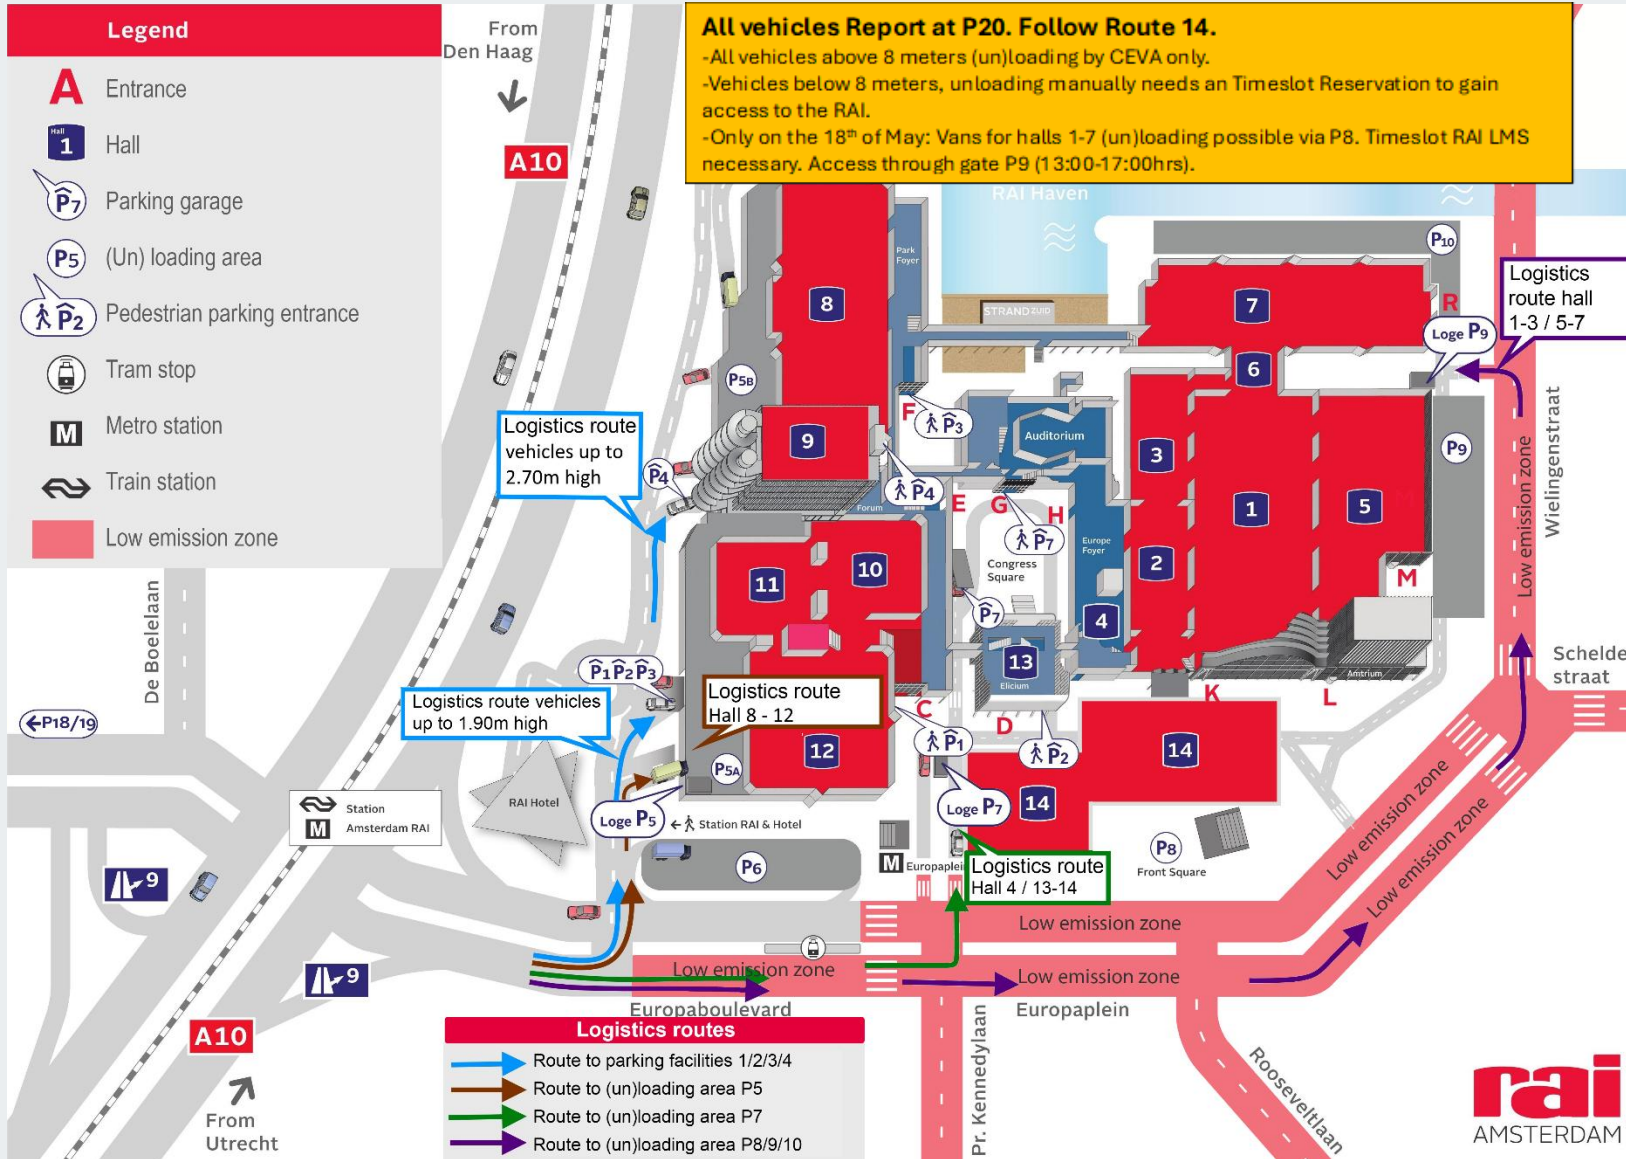 Legend
A Entrance
Hall
1
Hall
P7 Parking garage
P5 (Un) loading area
P2 Pedestrian parking entrance
Tram stop
M Metro station
Train station
Low emission zone
From
Den Haag
A10
All vehicles Report at P20. Follow Route 14.
-All vehicles above 8 meters (un)loading by CEVA only.
-Vehicles below 8 meters, unloading manually needs an Timeslot Reservation to gain
access to the RAI.
-Only on the 18th of May: Vans for halls 1-7 (un)loading possible via P8. Timeslot RAI LMS
necessary. Access through gate P9 (13:00-17:00hrs).
RAI Haven
Park
Foyer
P10
8
7
STRAND ZUID
R
Logistics
route hall
1-3 / 5-7
Loge P9
6
P5B
F
P3
Logistics route
vehicles up to
2.70m high
9
Auditorium
3
P9
P4
P4
Forum
E
G
H
1
5
M
P7
Europe
Foyer
Low emission zone
Wielingenstraat
11
10
Congress
Square
2
M
P7
4
De Boelelaan
13
Elicium
P1 P2 P3
Logistics route
Hall 8 - 12
Schelde
straat
Amtrium
K
L
Logistics route vehicles
up to 1.90m high
C
D
P18/19
P1
P2
12
14
P5A
RAI Hotel
Loge P5
Station RAI & Hotel
Loge P7
14
Station
M Amsterdam RAI
P6
M Europaplein
Logistics route
Hall 4 / 13-14
P8
Front Square
Low emission zone
Low emission zone
9
Low emission zone
9
Low emission zone
Low emission zone
Europaboulevard
Europaplein
A10
From
Utrecht
Logistics routes
Route to parking facilities 1/2/3/4
Route to (un)loading area P5
Route to (un)loading area P7
Route to (un)loading area P8/9/10
Pr. Kennedylaan
Rooseveltlaan
rai
AMSTERDAM